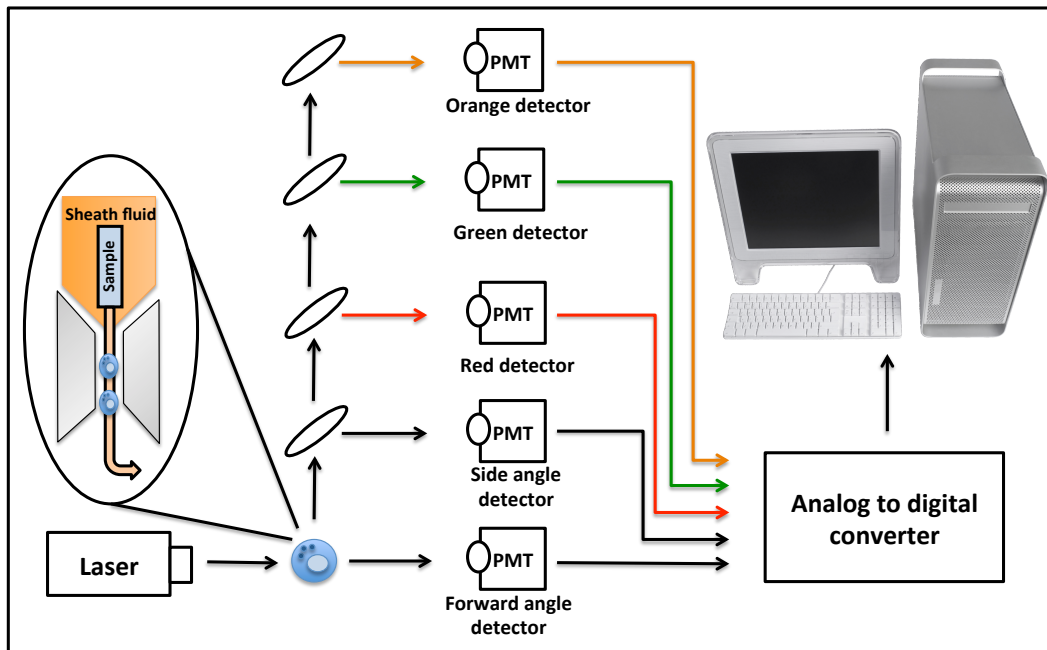 PMT
Orange detector
PMT
Green detector
Sheath fluid
Sample
PMT
Red detector
PMT
Side angle
detector
Analog to digital
converter
Laser
PMT
Forward angle
detector